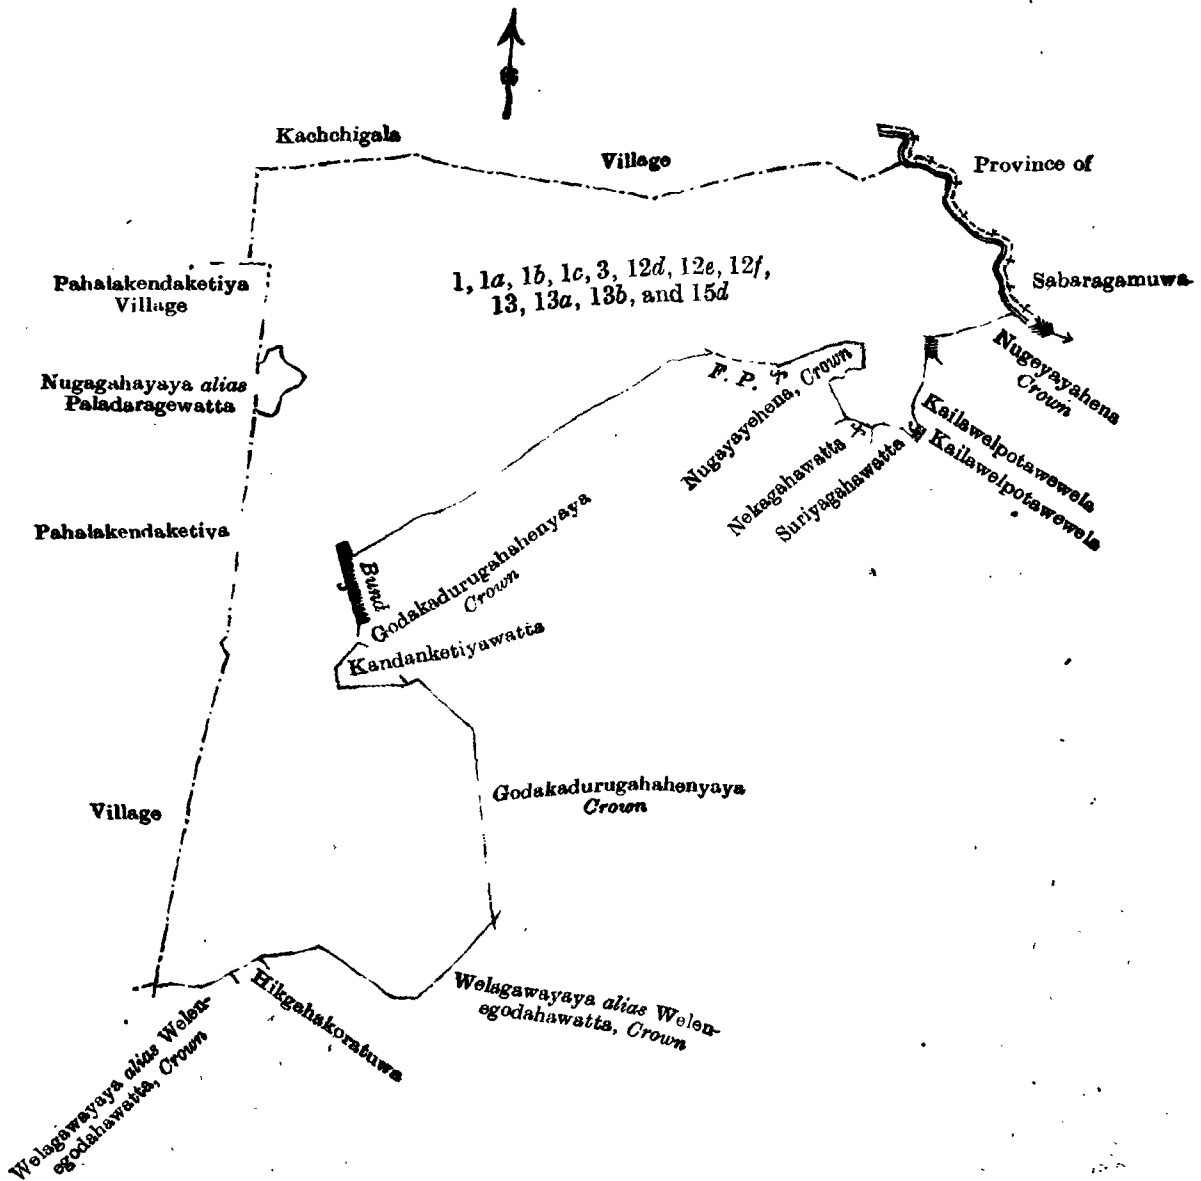 Kachchigala
Village
Province of
Sabaragamuwa
Pahalakendaketiya
Village
1, 1a, 1b, 1c, 3, 12d, 12e, 12f,
13, 13a, 13b, and 15d
Nugeyayahena
Crown
Nugagahayaya alias
Paladaragewatta
F. P.
Nugayayehena, Crown
Kailawelpotawewela
Kailawelpotawewela
Nekagahawatta
Suriyagahawatta
Pahalakendaketiya
Bund
Godakadurugahahenyaya
Crown
Kandanketiyawatta
Village
Godakadurugahahenyaya
Crown
Hikgahakoratuwa
Welagawayaya alias Welen-
egodahawatta, Crown
Welagawayaya alias Welen-
egodahawatta, Crown